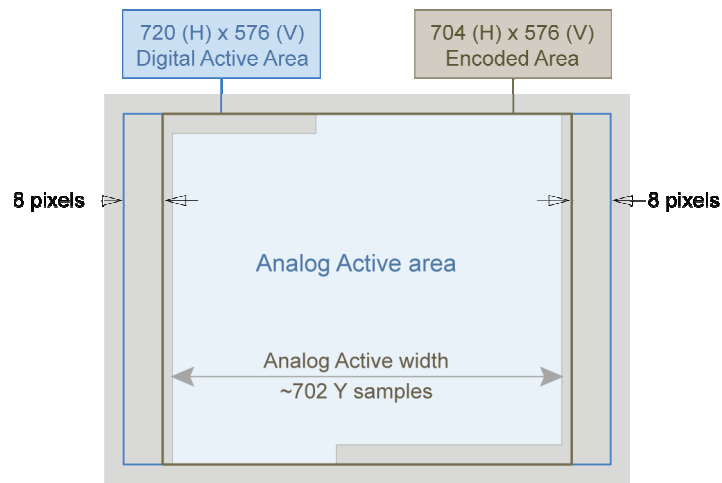 720 (H) x 576 (V)
Digital Active Area
704 (H) x 576 (V)
Encoded Area
8 pixels
8 pixels
Analog Active area
Analog Active width
~702 Y samples